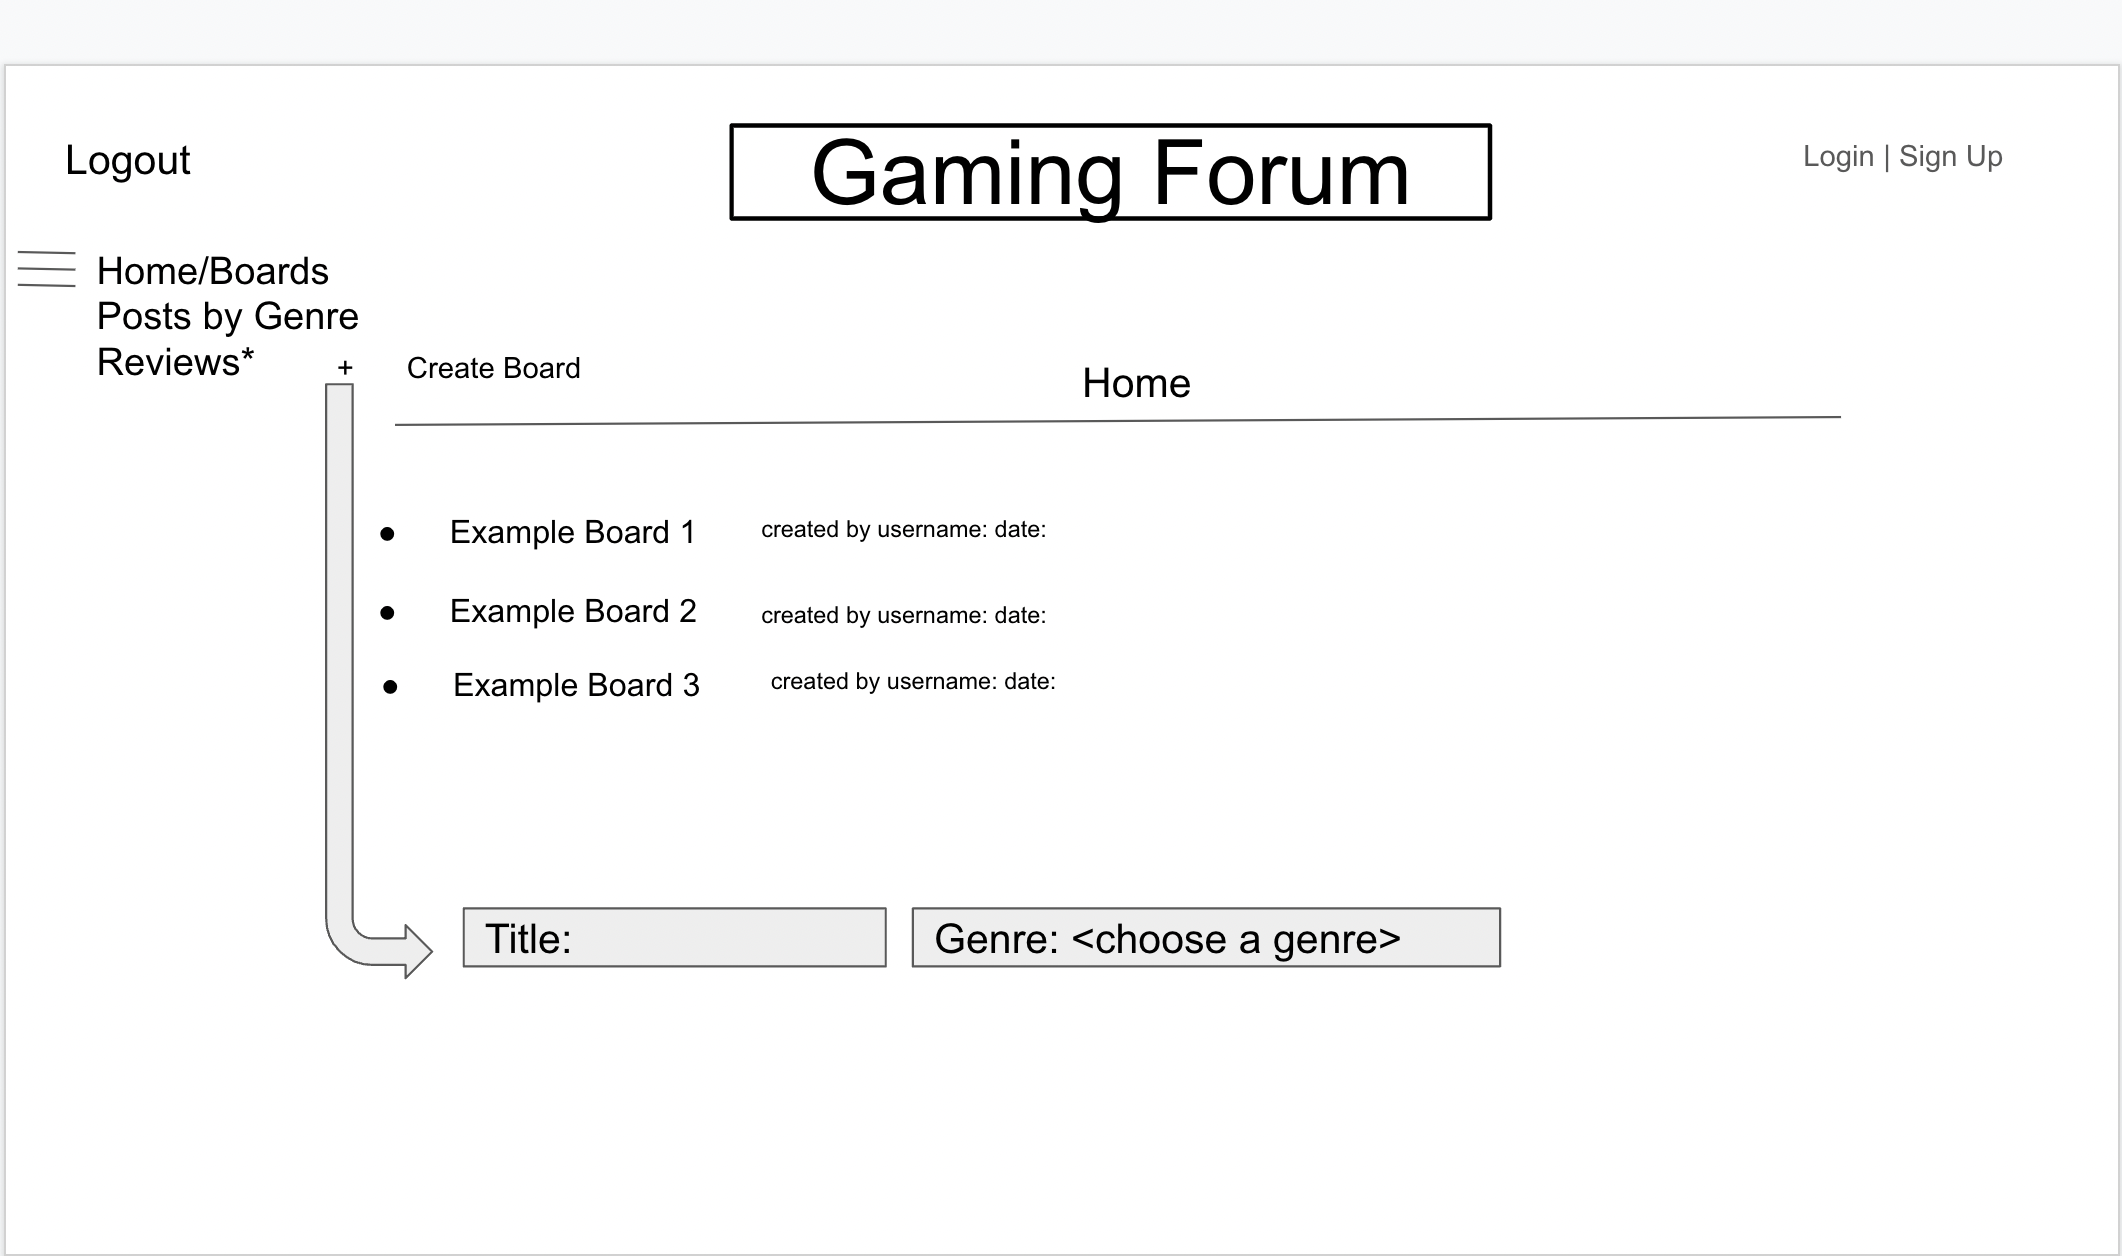 Logout
Gaming Forum
Login | Sign Up
Home/Boards
Posts by Genre
Reviews*
+ Create Board
Home
● Example Board 1 created by username: date:
● Example Board 2 created by username: date:
● Example Board 3 created by username: date:
Title:
Genre: <choose a genre>